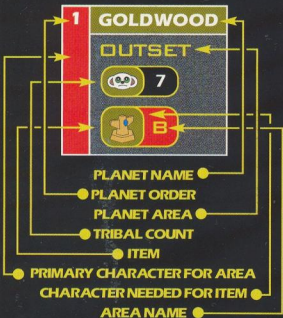 1 GOLDWOOD
OUTSET
7
B
PLANET NAME
PLANET ORDER
PLANET AREA
TRIBAL COUNT
ITEM
PRIMARY CHARACTER FOR AREA
CHARACTER NEEDED FOR ITEM
AREA NAME